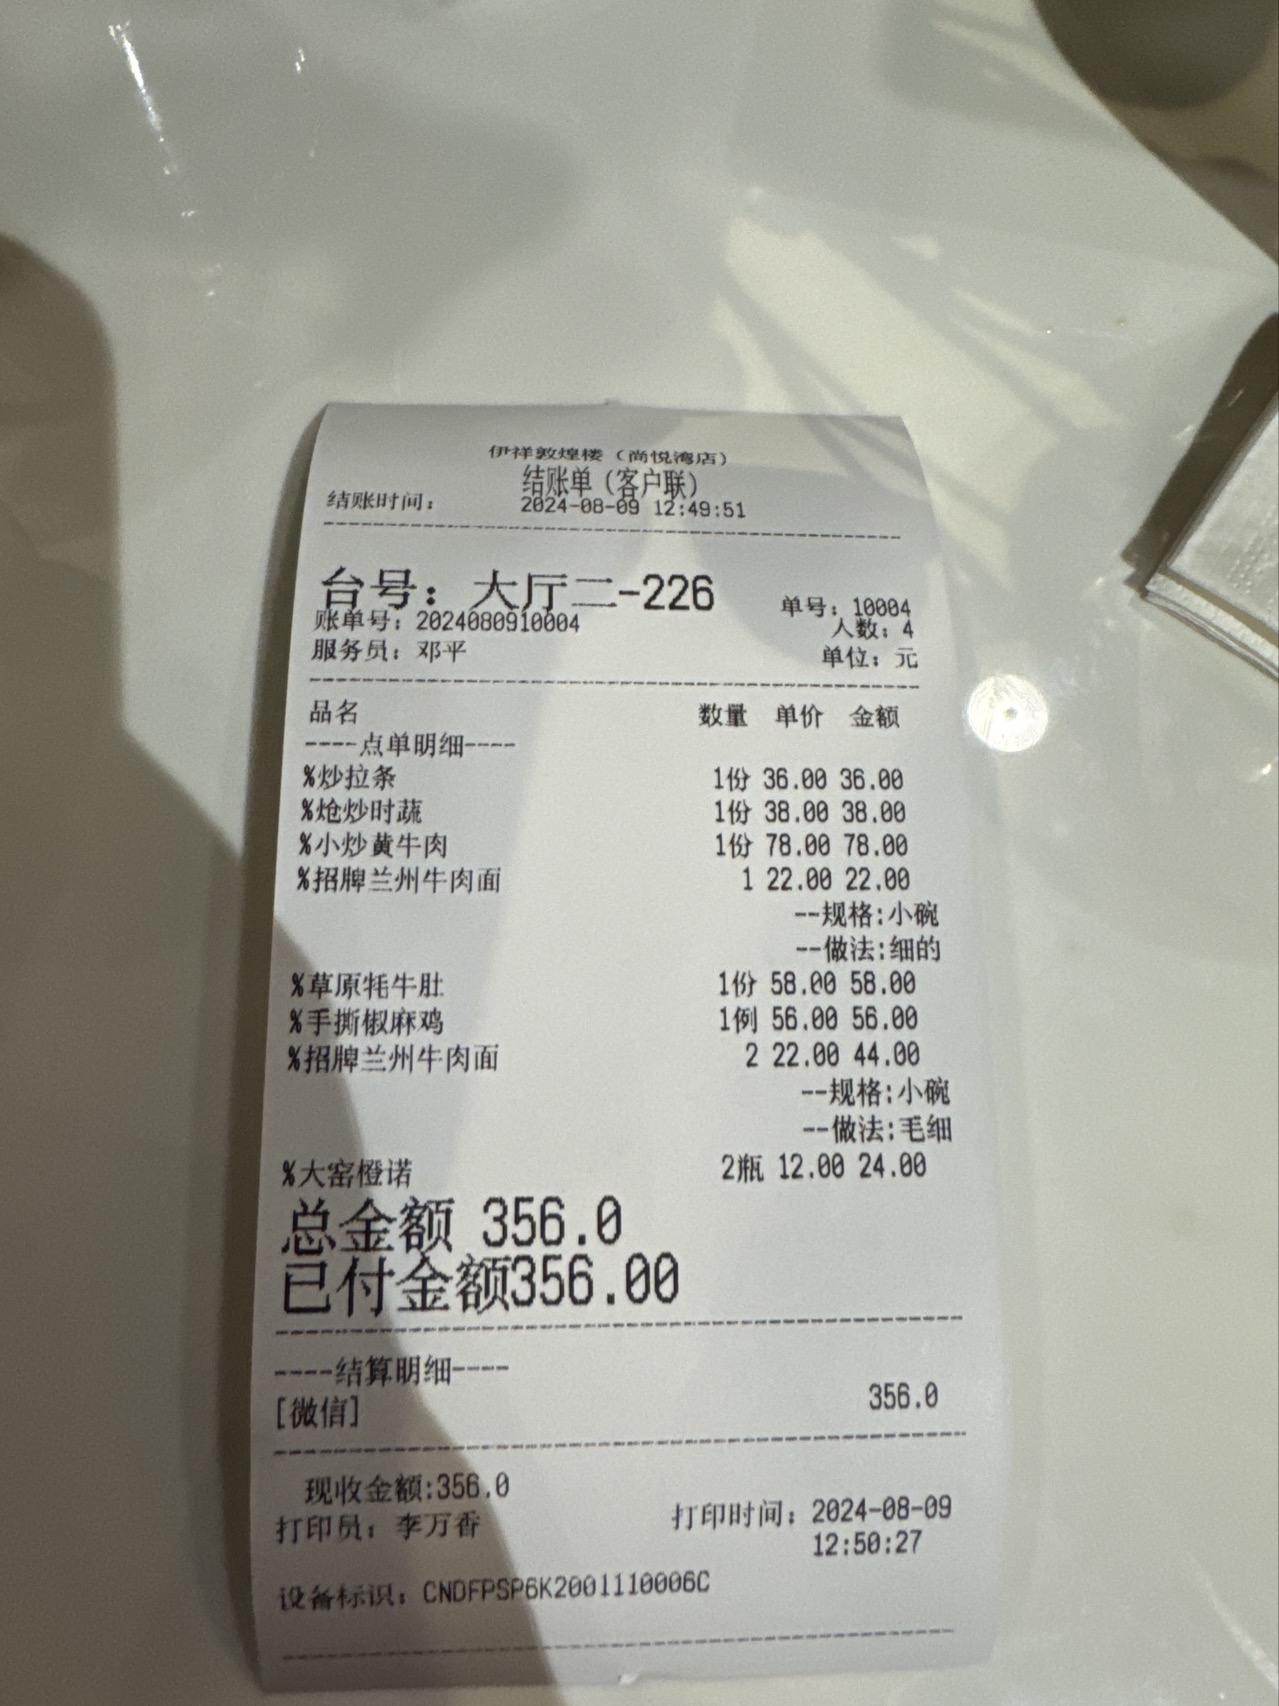 伊祥敦煌楼（尚悦湾店）
结账单（客户联）
结账时间： 2024-08-09 12:49:51
台号：大厅二-226 单号：10004
账单号：2024080910004 人数：4
服务员：邓平 单位：元
品名 数量 单价 金额
----点单明细----
%炒拉条 1份 36.00 36.00
%炝炒时蔬 1份 38.00 38.00
%小炒黄牛肉 1份 78.00 78.00
%招牌兰州牛肉面 1 22.00 22.00
--规格:小碗
--做法:细的
%草原牦牛肚 1份 58.00 58.00
%手撕椒麻鸡 1例 56.00 56.00
%招牌兰州牛肉面 2 22.00 44.00
--规格:小碗
--做法:毛细
%大窑橙诺 2瓶 12.00 24.00
总金额 356.0
已付金额356.00
----结算明细----
[微信] 356.0
现收金额:356.0
打印员：李万香 打印时间：2024-08-09
12:50:27
设备标识：CNDFPSP6K2001110006C